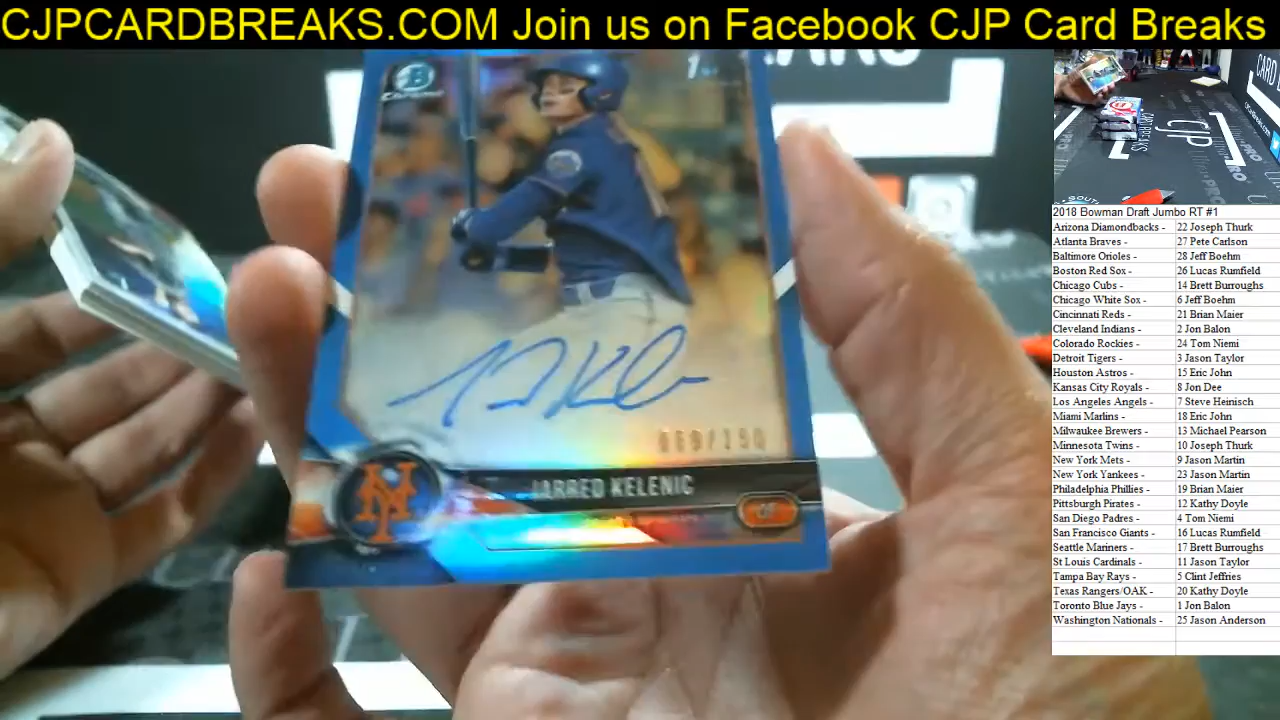 CJPCARDBREAKS.COM Join us on Facebook CJP Card Breaks
JARRED KELENIC
OF
NY
2018 Bowman Draft Jumbo RT #1
Arizona Diamondbacks - 22 Joseph Thurk
Atlanta Braves - 27 Pete Carlson
Baltimore Orioles - 28 Jeff Boehm
Boston Red Sox - 26 Lucas Rumfield
Chicago Cubs - 14 Brett Burroughs
Chicago White Sox - 6 Jeff Boehm
Cincinnati Reds - 21 Brian Maier
Cleveland Indians - 2 Jon Balon
Colorado Rockies - 24 Tom Niemi
Detroit Tigers - 3 Jason Taylor
Houston Astros - 15 Eric John
Kansas City Royals - 8 Jon Dee
Los Angeles Angels - 7 Steve Heinisch
Miami Marlins - 18 Eric John
Milwaukee Brewers - 13 Michael Pearson
Minnesota Twins - 10 Joseph Thurk
New York Mets - 9 Jason Martin
New York Yankees - 23 Jason Martin
Philadelphia Phillies - 19 Brian Maier
Pittsburgh Pirates - 12 Kathy Doyle
San Diego Padres - 4 Tom Niemi
San Francisco Giants - 16 Lucas Rumfield
Seattle Mariners - 17 Brett Burroughs
St Louis Cardinals - 11 Jason Taylor
Tampa Bay Rays - 5 Clint Jeffries
Texas Rangers/OAK - 20 Kathy Doyle
Toronto Blue Jays - 1 Jon Balon
Washington Nationals - 25 Jason Anderson